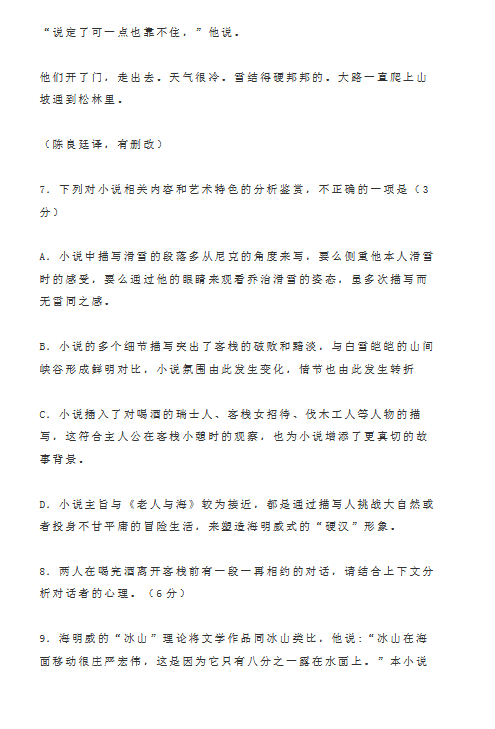 “说定了可一点也靠不住，”他说。
他们开了门，走出去。天气很冷。雪结得硬邦邦的。大路一直爬上山
坡通到松林里。
（陈良廷译，有删改）
7．下列对小说相关内容和艺术特色的分析鉴赏，不正确的一项是（3
分）
A．小说中描写滑雪的段落多从尼克的角度来写，要么侧重他本人滑雪
时的感受，要么通过他的眼睛来观看乔治滑雪的姿态，虽多次描写而
无雷同之感。
B．小说的多个细节描写突出了客栈的破败和黯淡，与白雪皑皑的山间
峡谷形成鲜明对比，小说氛围由此发生变化，情节也由此发生转折
C．小说插入了对喝酒的瑞士人、客栈女招待、伐木工人等人物的描
写，这符合主人公在客栈小憩时的观察，也为小说增添了更真切的故
事背景。
D．小说主旨与《老人与海》较为接近，都是通过描写人挑战大自然或
者投身不甘平庸的冒险生活，来塑造海明威式的“硬汉”形象。
8．两人在喝完酒离开客栈前有一段一再相约的对话，请结合上下文分
析对话者的心理。（6分）
9．海明威的“冰山”理论将文学作品同冰山类比，他说：“冰山在海
面移动很庄严宏伟，这是因为它只有八分之一露在水面上。”本小说